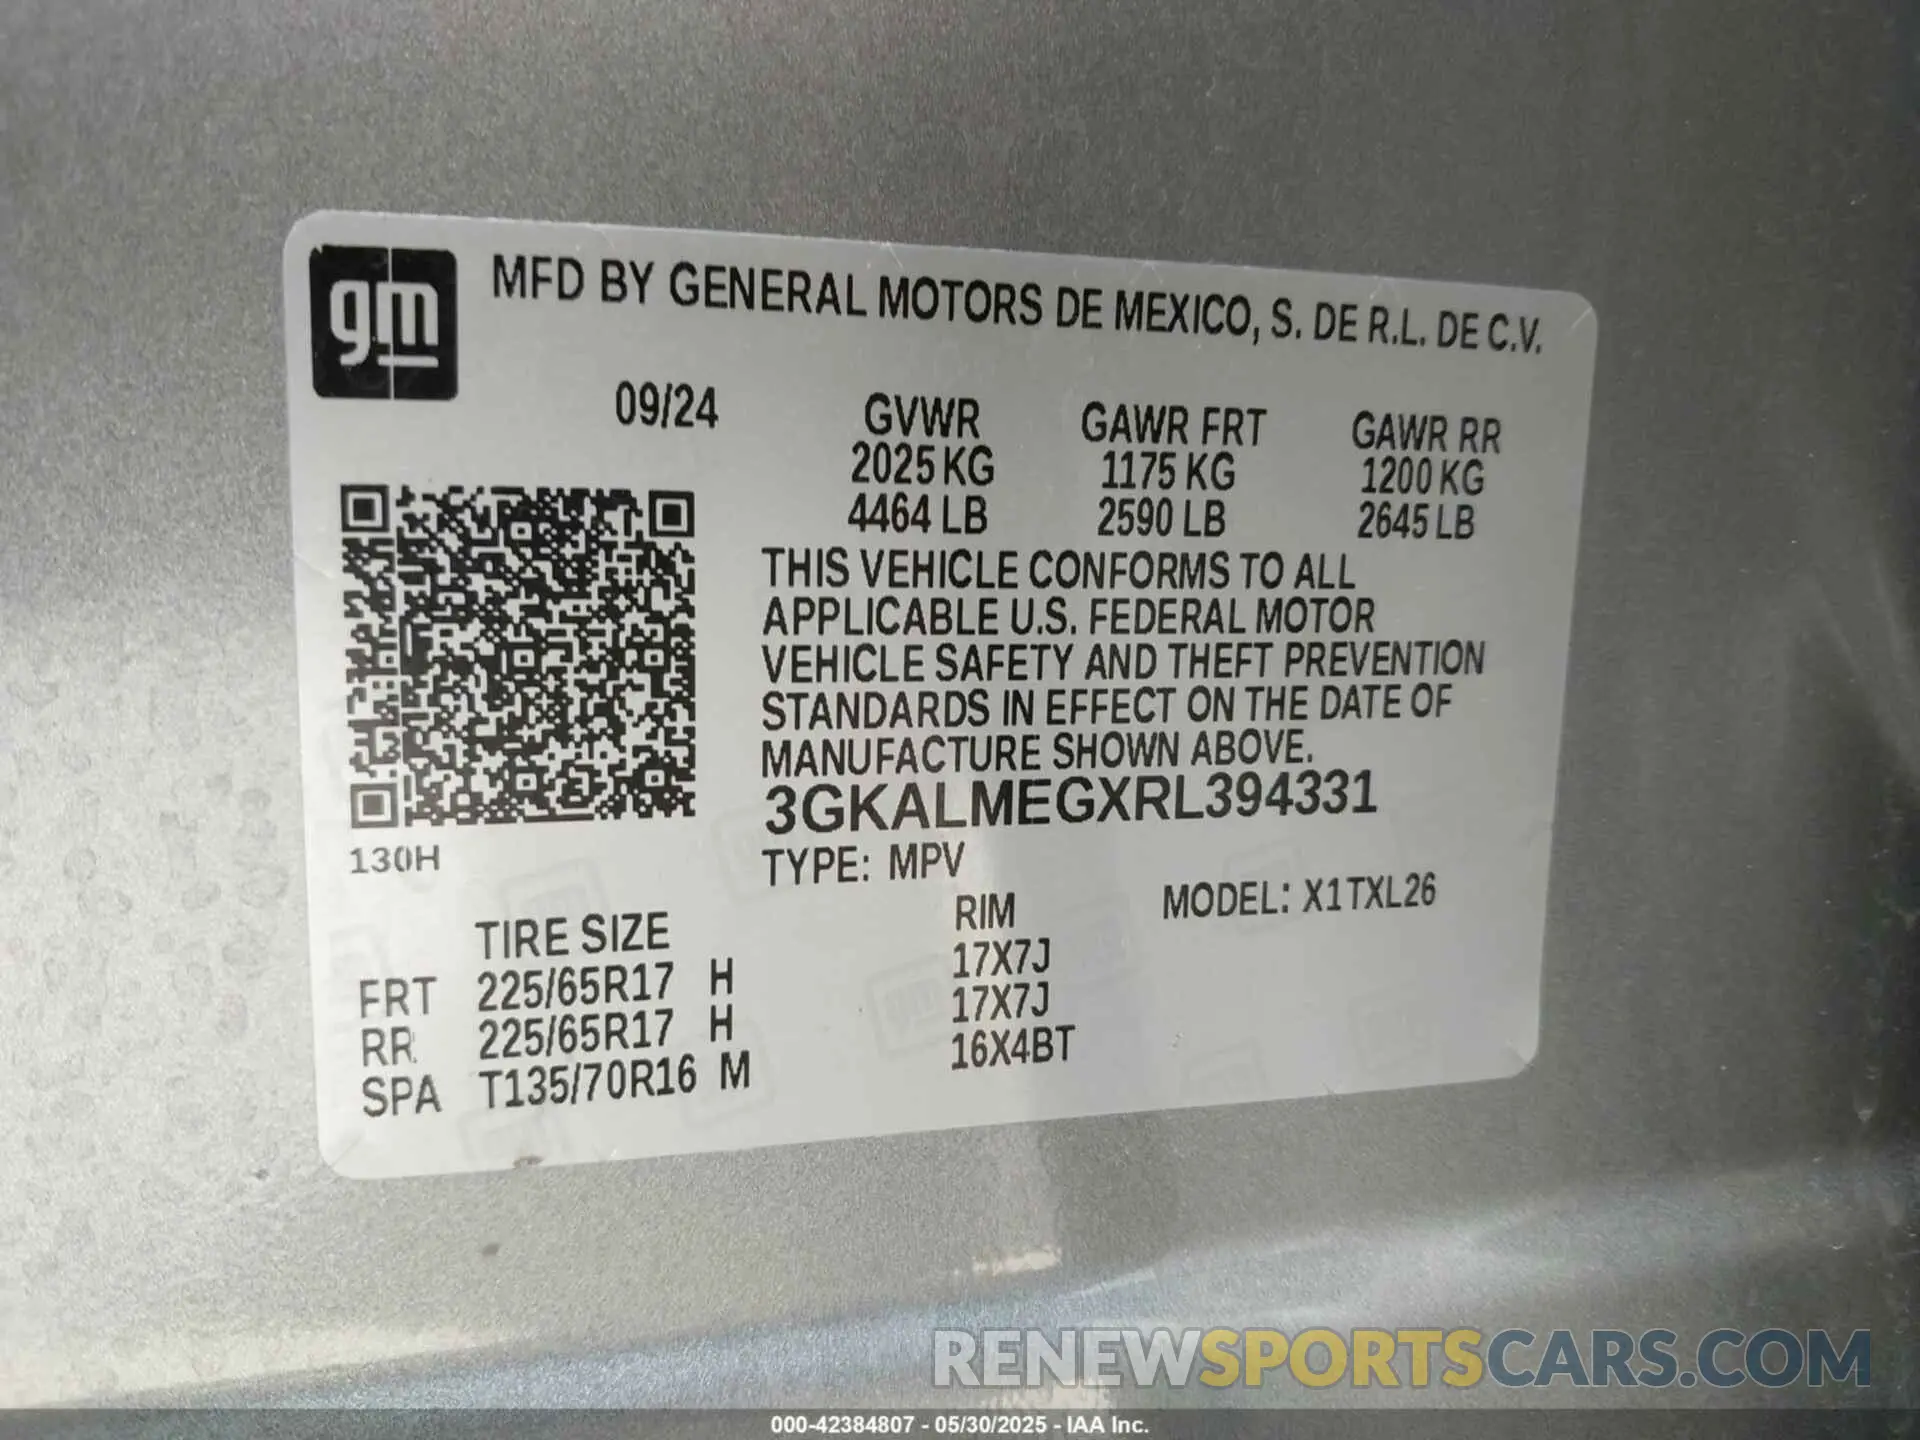 gm
MFD BY GENERAL MOTORS DE MEXICO, S. DE R.L. DE C.V.
09/24
GVWR GAWR FRT GAWR RR
2025 KG 1175 KG 1200 KG
4464 LB 2590 LB 2645 LB
THIS VEHICLE CONFORMS TO ALL
APPLICABLE U.S. FEDERAL MOTOR
VEHICLE SAFETY AND THEFT PREVENTION
STANDARDS IN EFFECT ON THE DATE OF
MANUFACTURE SHOWN ABOVE.
3GKALMEGXRL394331
130H
TYPE: MPV
MODEL: X1TXL26
TIRE SIZE RIM
FRT 225/65R17 H 17X7J
RR 225/65R17 H 17X7J
SPA T135/70R16 M 16X4BT
RENEWSPORTSCARS.COM
000-42384807 - 05/30/2025 - IAA Inc.